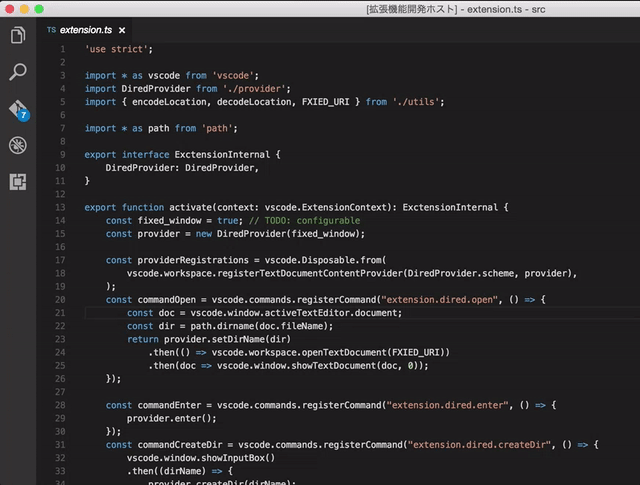 [拡張機能開発ホスト] - extension.ts - src
TS extension.ts ×
7
1 'use strict';
2
3 import * as vscode from 'vscode';
4 import DiredProvider from './provider';
5 import { encodeLocation, decodeLocation, FXIED_URI } from './utils';
6
7 import * as path from 'path';
8
9 export interface ExctensionInternal {
10 DiredProvider: DiredProvider,
11 }
12
13 export function activate(context: vscode.ExtensionContext): ExctensionInternal {
14 const fixed_window = true; // TODO: configurable
15 const provider = new DiredProvider(fixed_window);
16
17 const providerRegistrations = vscode.Disposable.from(
18 vscode.workspace.registerTextDocumentContentProvider(DiredProvider.scheme, provider),
19 );
20 const commandOpen = vscode.commands.registerCommand("extension.dired.open", () => {
21 const doc = vscode.window.activeTextEditor.document;
22 const dir = path.dirname(doc.fileName);
23 return provider.setDirName(dir)
24 .then(() => vscode.workspace.openTextDocument(FXIED_URI))
25 .then(doc => vscode.window.showTextDocument(doc, 0));
26 });
27
28 const commandEnter = vscode.commands.registerCommand("extension.dired.enter", () => {
29 provider.enter();
30 });
31 const commandCreateDir = vscode.commands.registerCommand("extension.dired.createDir", () => {
32 vscode.window.showInputBox()
33 .then((dirName) => {
34 provider.createDir(dirName);